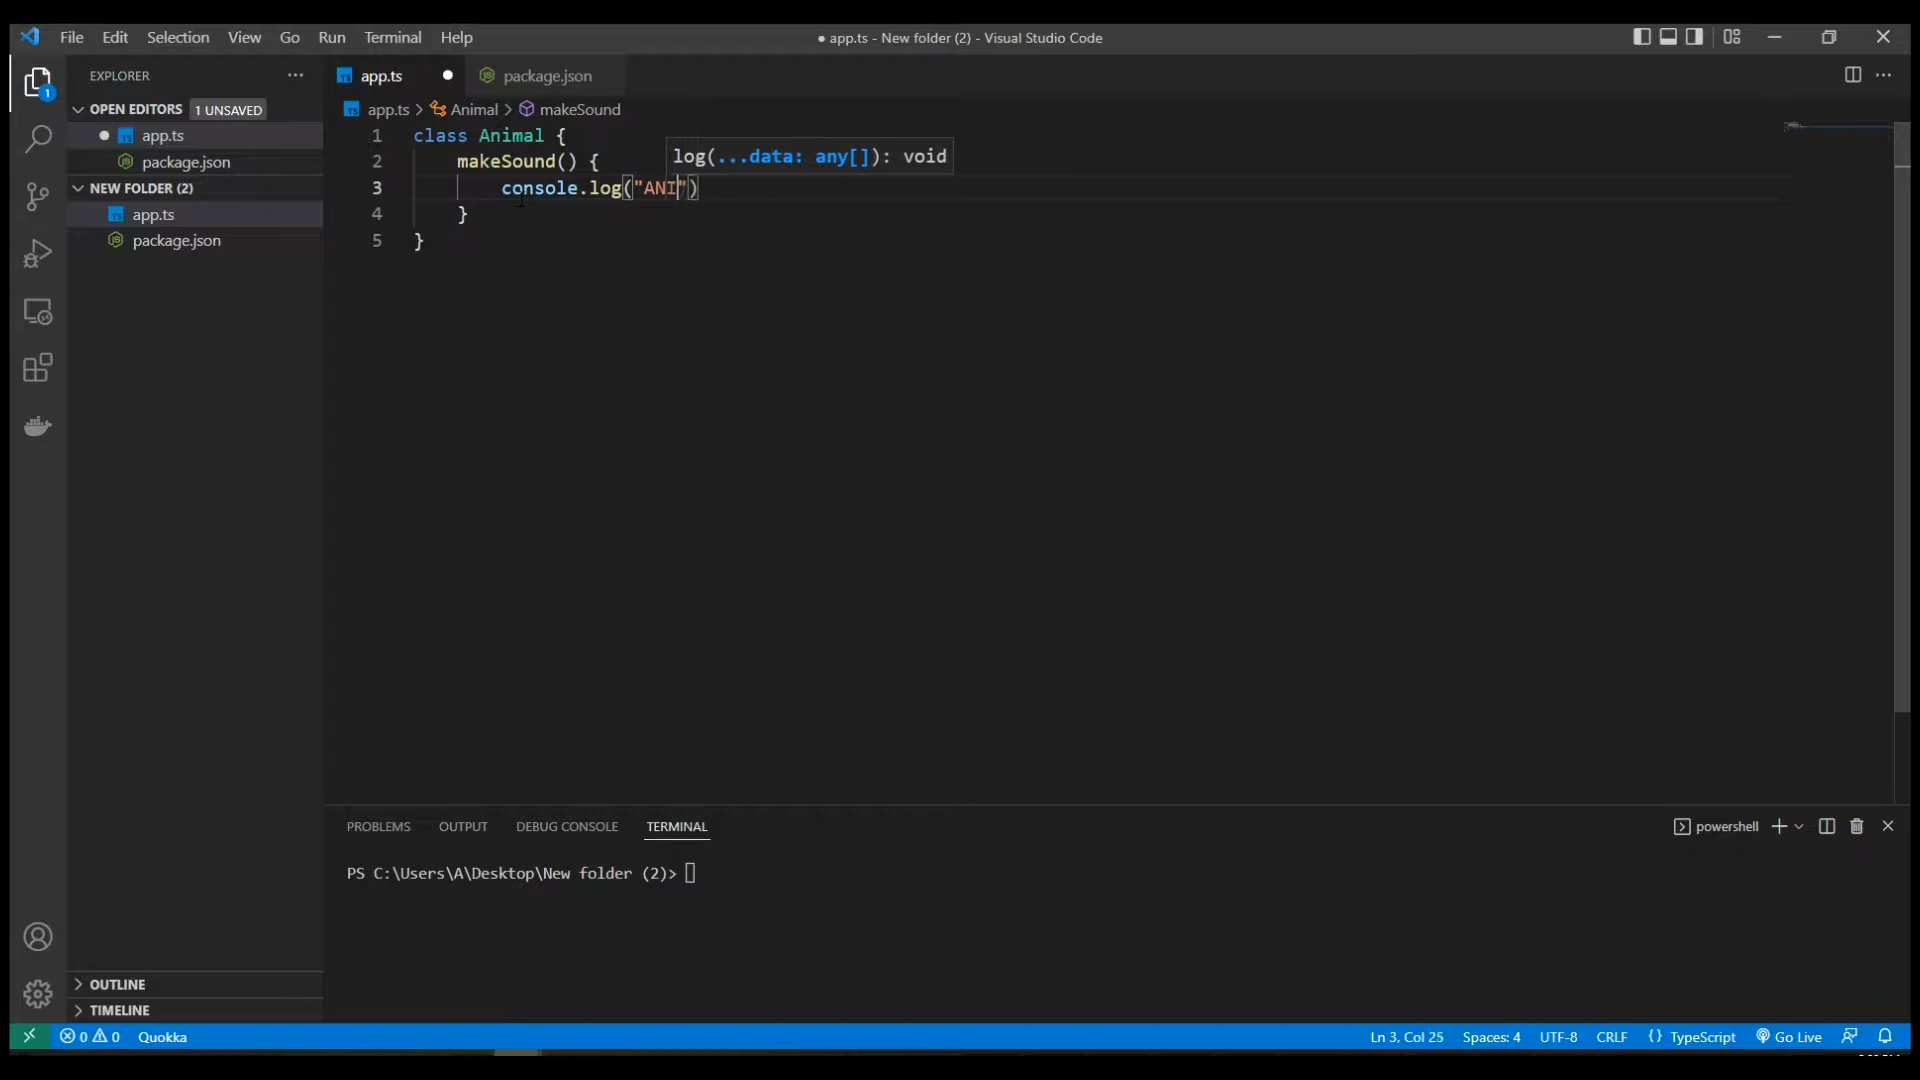 File Edit Selection View Go Run Terminal Help
● app.ts - New folder (2) - Visual Studio Code
EXPLORER
OPEN EDITORS 1 UNSAVED
app.ts
package.json
NEW FOLDER (2)
app.ts
package.json
OUTLINE
TIMELINE
1
TS app.ts
package.json
TS app.ts > Animal > makeSound
1 class Animal {
2 makeSound() {
log(...data: any[]): void
3 console.log("ANI")
4 }
5 }
PROBLEMS OUTPUT DEBUG CONSOLE TERMINAL
powershell
PS C:\Users\A\Desktop\New folder (2)>
0 0 Quokka
Ln 3, Col 25 Spaces: 4 UTF-8 CRLF {} TypeScript Go Live